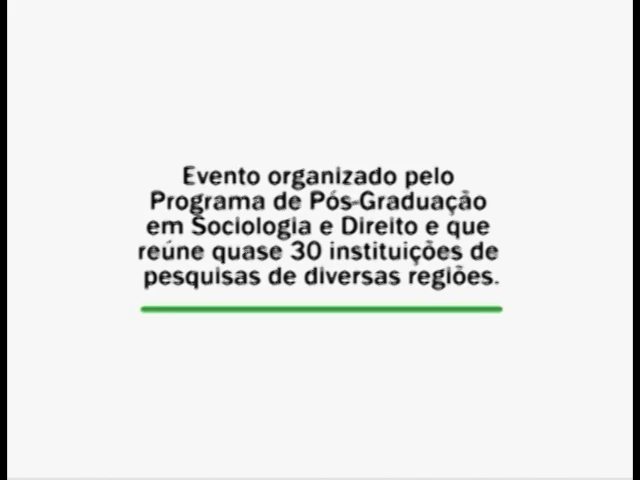 Evento organizado pelo
Programa de Pós-Graduação
em Sociologia e Direito e que
reúne quase 30 instituições de
pesquisas de diversas regiões.